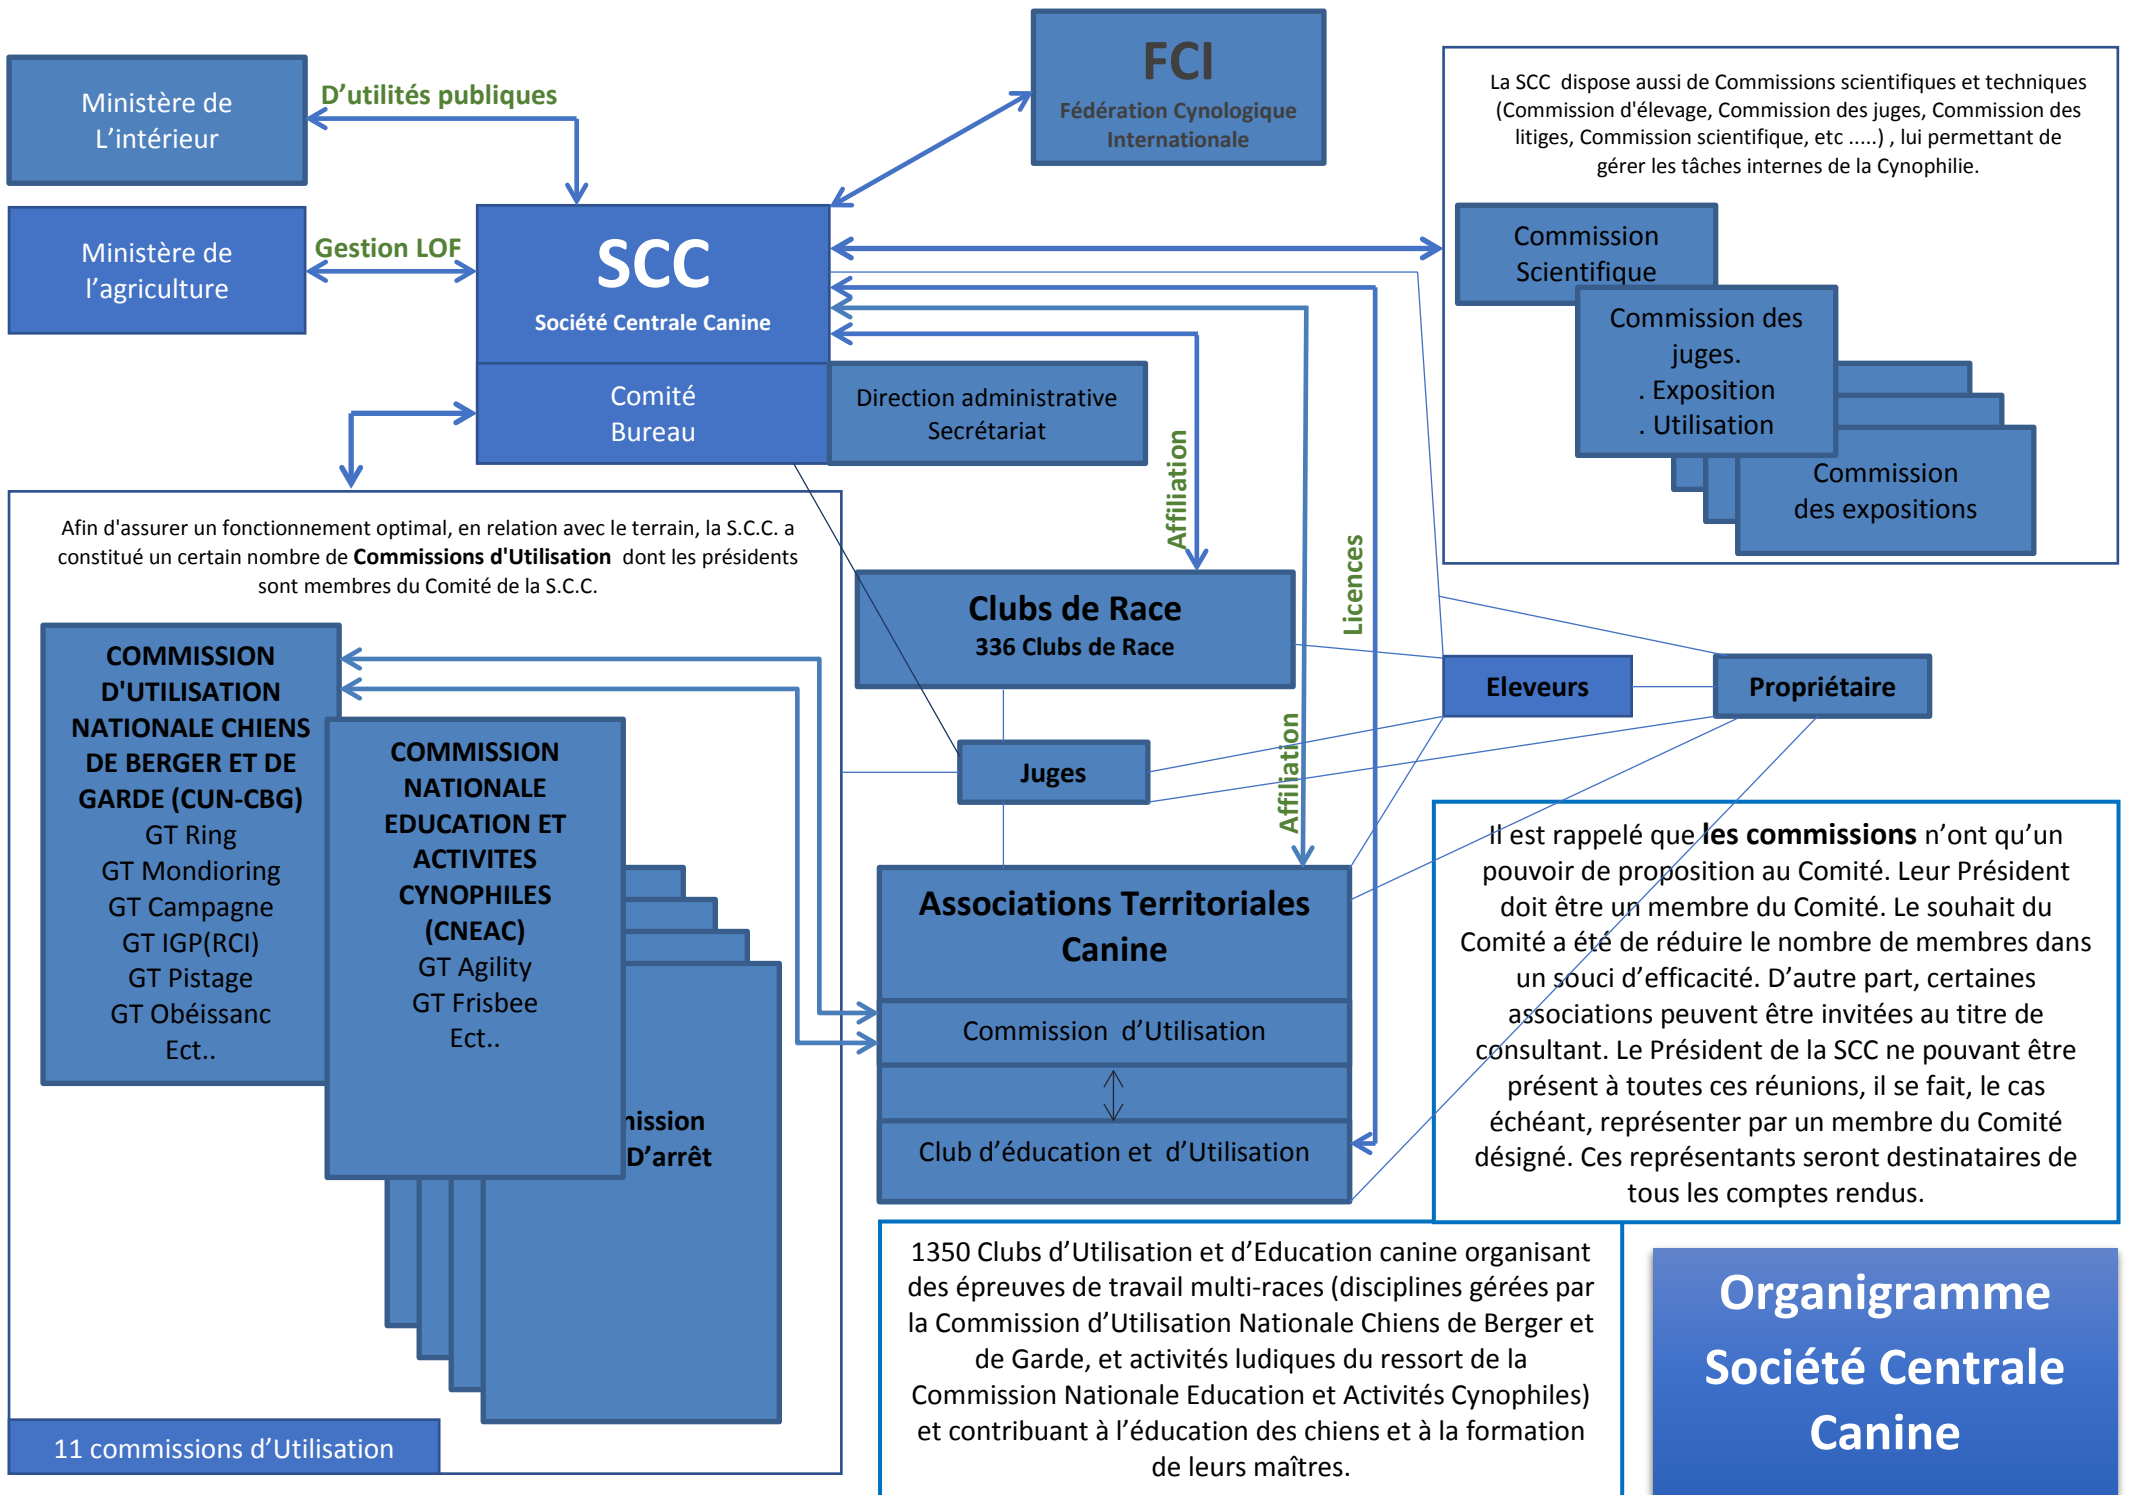 FCI
Fédération Cynologique
Internationale
Ministère de
L’intérieur
D’utilités publiques
La SCC  dispose aussi de Commissions scientifiques et techniques
(Commission d'élevage, Commission des juges, Commission des
litiges, Commission scientifique, etc .....) , lui permettant de
gérer les tâches internes de la Cynophilie.
Ministère de
l’agriculture
Gestion LOF
SCC
Société Centrale Canine
Comité
Bureau
Direction administrative
Secrétariat
Commission
Scientifique
Commission des
juges.
. Exposition
. Utilisation
Commission
des expositions
Affiliation
Licences
Affiliation
Afin d'assurer un fonctionnement optimal, en relation avec le terrain, la S.C.C. a
constitué un certain nombre de Commissions d'Utilisation  dont les présidents
sont membres du Comité de la S.C.C.
Clubs de Race
336 Clubs de Race
Eleveurs
Propriétaire
Juges
COMMISSION
D'UTILISATION
NATIONALE CHIENS
DE BERGER ET DE
GARDE (CUN-CBG)
GT Ring
GT Mondioring
GT Campagne
GT IGP(RCI)
GT Pistage
GT Obéissanc
Ect..
COMMISSION
NATIONALE
EDUCATION ET
ACTIVITES
CYNOPHILES
(CNEAC)
GT Agility
GT Frisbee
Ect..
nission
D’arrêt
11 commissions d’Utilisation
Associations Territoriales
Canine
Commission  d’Utilisation
Club d’éducation et  d’Utilisation
Il est rappelé que les commissions n’ont qu’un
pouvoir de proposition au Comité. Leur Président
doit être un membre du Comité. Le souhait du
Comité a été de réduire le nombre de membres dans
un souci d’efficacité. D’autre part, certaines
associations peuvent être invitées au titre de
consultant. Le Président de la SCC ne pouvant être
présent à toutes ces réunions, il se fait, le cas
échéant, représenter par un membre du Comité
désigné. Ces représentants seront destinataires de
tous les comptes rendus.
1350 Clubs d’Utilisation et d’Education canine organisant
des épreuves de travail multi-races (disciplines gérées par
la Commission d’Utilisation Nationale Chiens de Berger et
de Garde, et activités ludiques du ressort de la
Commission Nationale Education et Activités Cynophiles)
et contribuant à l’éducation des chiens et à la formation
de leurs maîtres.
Organigramme
Société Centrale
Canine